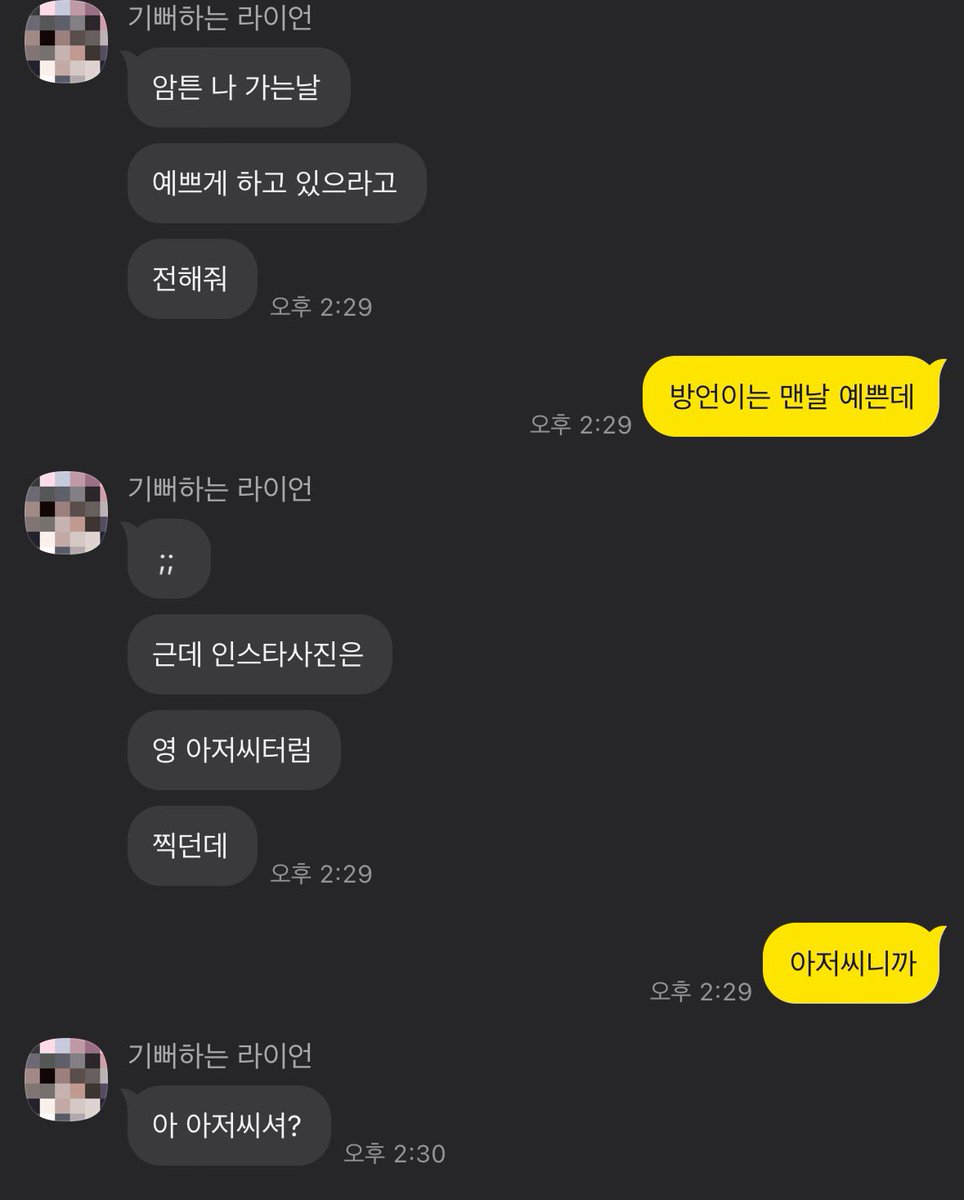 기뻐하는 라이언
암튼 나 가는날
예쁘게 하고 있으라고
전해줘
오후 2:29
방언이는 맨날 예쁜데
오후 2:29
기뻐하는 라이언
;;
근데 인스타사진은
영 아저씨터럼
찍던데
오후 2:29
아저씨니까
오후 2:29
기뻐하는 라이언
아 아저씨셔?
오후 2:30